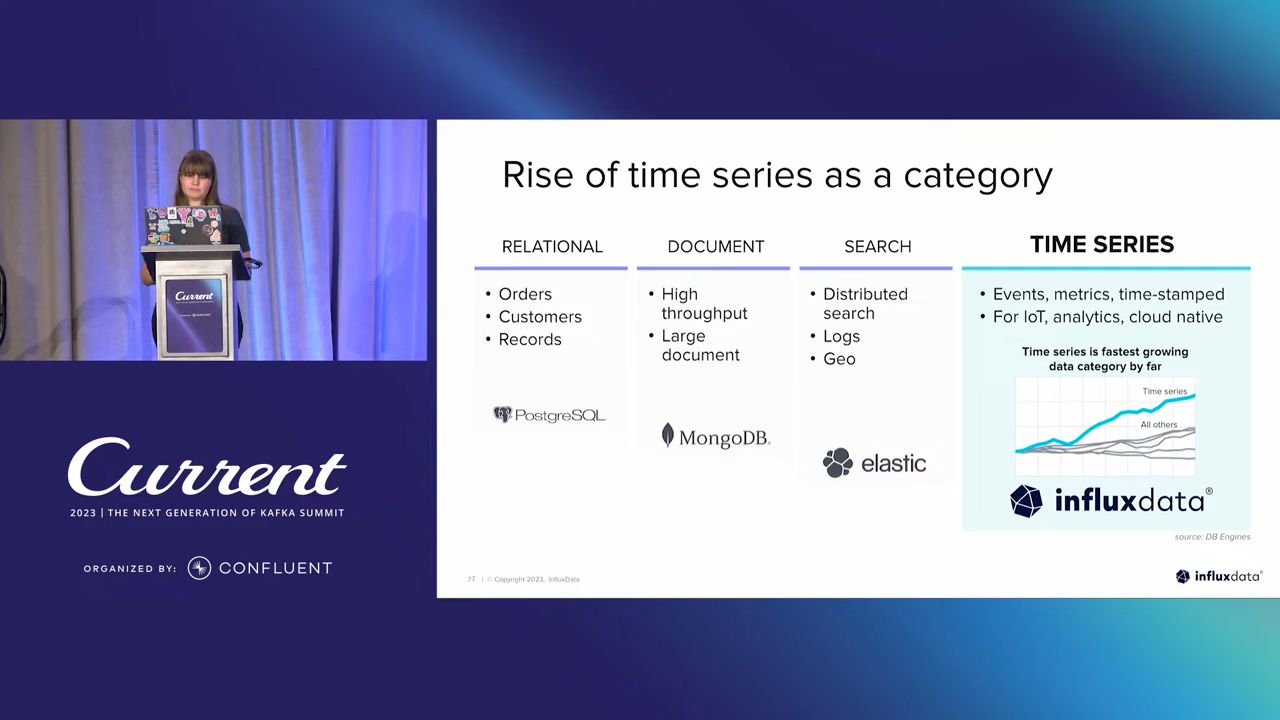 Rise of time series as a category
RELATIONAL
• Orders
• Customers
• Records
PostgreSQL
DOCUMENT
• High
throughput
• Large
document
MongoDB®
SEARCH
• Distributed
search
• Logs
• Geo
elastic
TIME SERIES
• Events, metrics, time-stamped
• For IoT, analytics, cloud native
Time series is fastest growing
data category by far
Time series
All others
influxdata®
source: DB Engines
77 | © Copyright 2023, InfluxData
influxdata®
Current
Current
2023 | THE NEXT GENERATION OF KAFKA SUMMIT
ORGANIZED BY: CONFLUENT